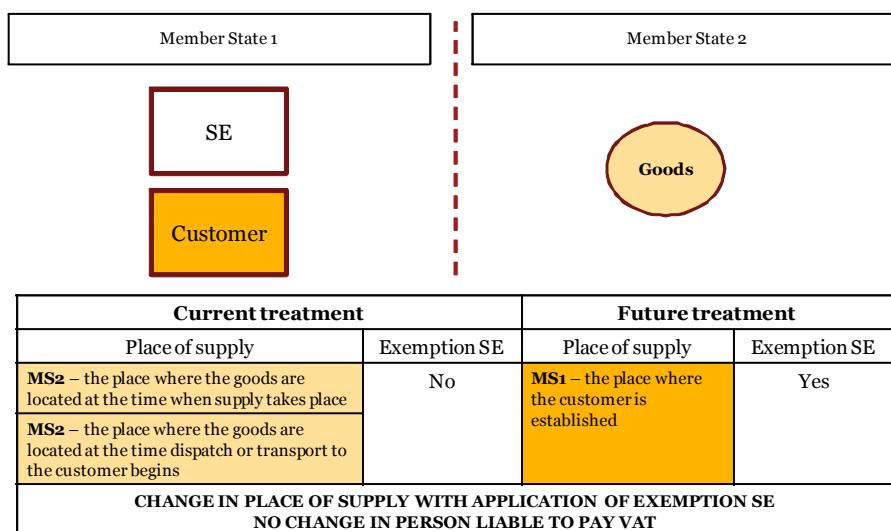 Member State 1
Member State 2
SE
Customer
Goods
Current treatment
Future treatment
Place of supply
Exemption SE
Place of supply
Exemption SE
MS2 – the place where the goods are
located at the time when supply takes place
No
MS1 – the place where
the customer is
established
Yes
MS2 – the place where the goods are
located at the time dispatch or transport to
the customer begins
CHANGE IN PLACE OF SUPPLY WITH APPLICATION OF EXEMPTION SE
NO CHANGE IN PERSON LIABLE TO PAY VAT